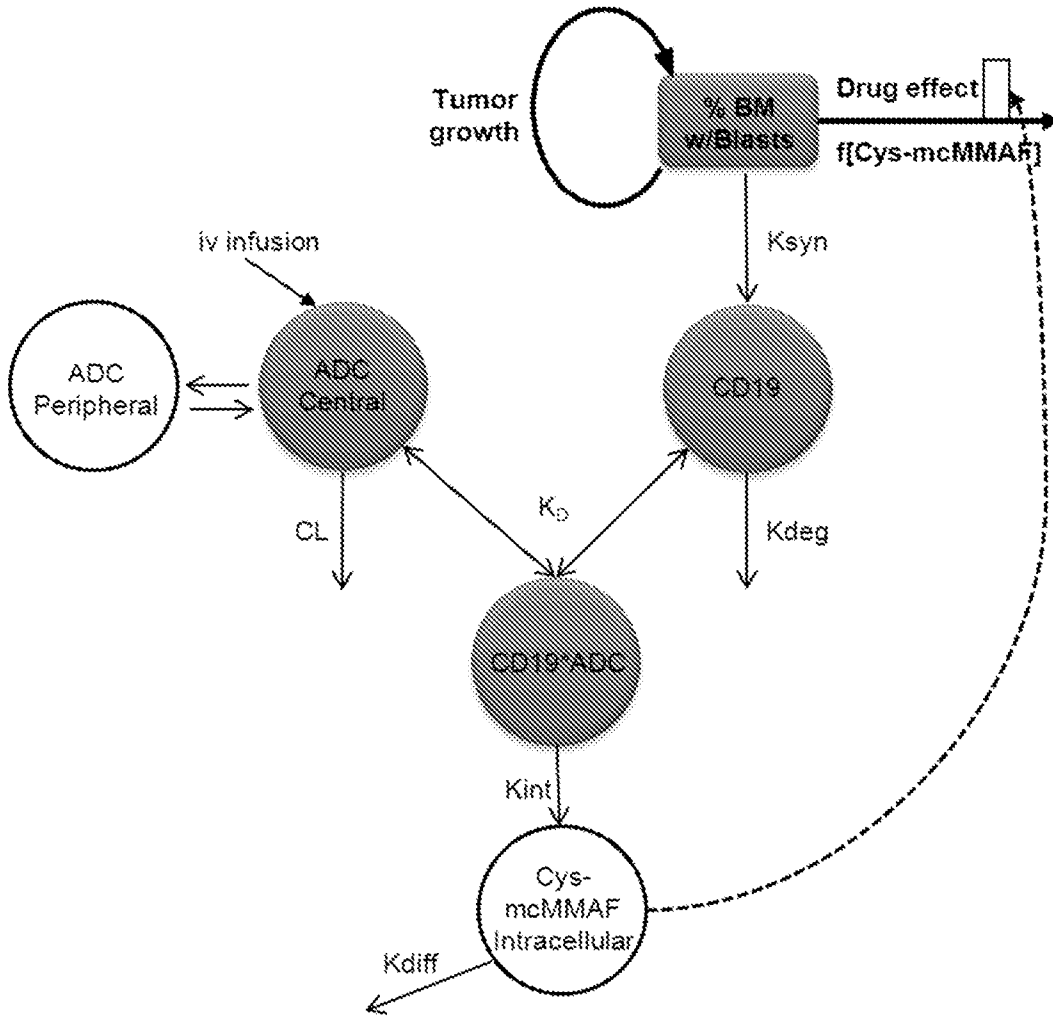 Tumor
growth
% BM
w/Blasts
Drug effect
f[Cys-mcMMAF]
Ksyn
iv infusion
ADC
Peripheral
ADC
Central
CD19
CL
K_D
Kdeg
CD19*ADC
Kint
Cys-
mcMMAF
Intracellular
Kdiff